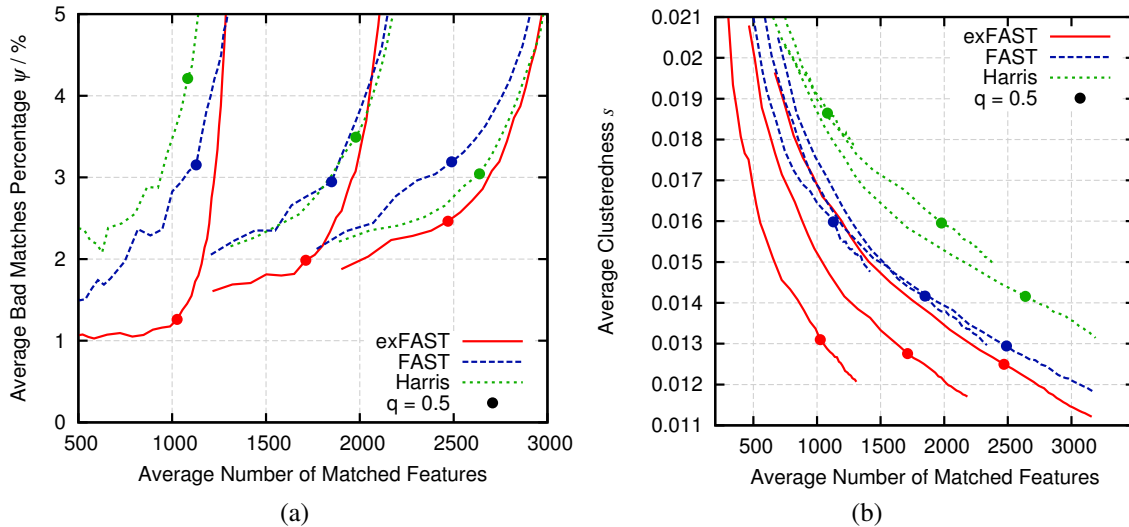 5
4
3
2
1
0
500 1000 1500 2000 2500 3000
Average Bad Matches Percentage ψ / %
Average Number of Matched Features
exFAST
FAST
Harris
q = 0.5
(a)
0.021
0.02
0.019
0.018
0.017
0.016
0.015
0.014
0.013
0.012
0.011
500 1000 1500 2000 2500 3000
Average Clusteredness s
Average Number of Matched Features
exFAST
FAST
Harris
q = 0.5
(b)